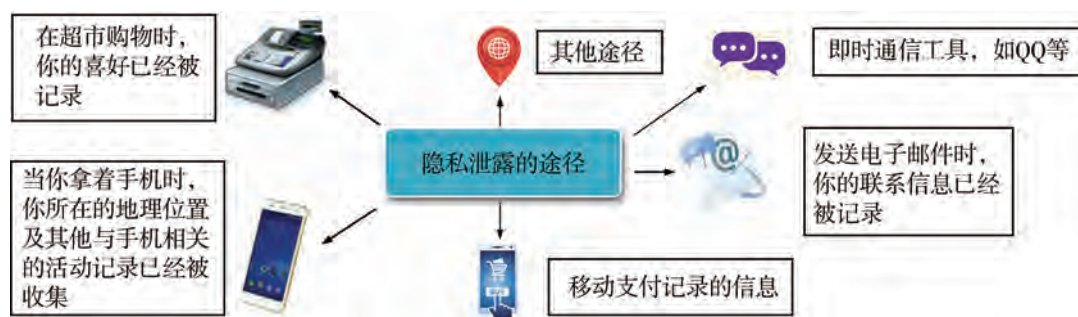 在超市购物时，
你的喜好已经被
记录
其他途径
即时通信工具，如QQ等
隐私泄露的途径
发送电子邮件时，
你的联系信息已经
被记录
当你拿着手机时，
你所在的地理位置
及其他与手机相关
的活动记录已经被
收集
移动支付记录的信息